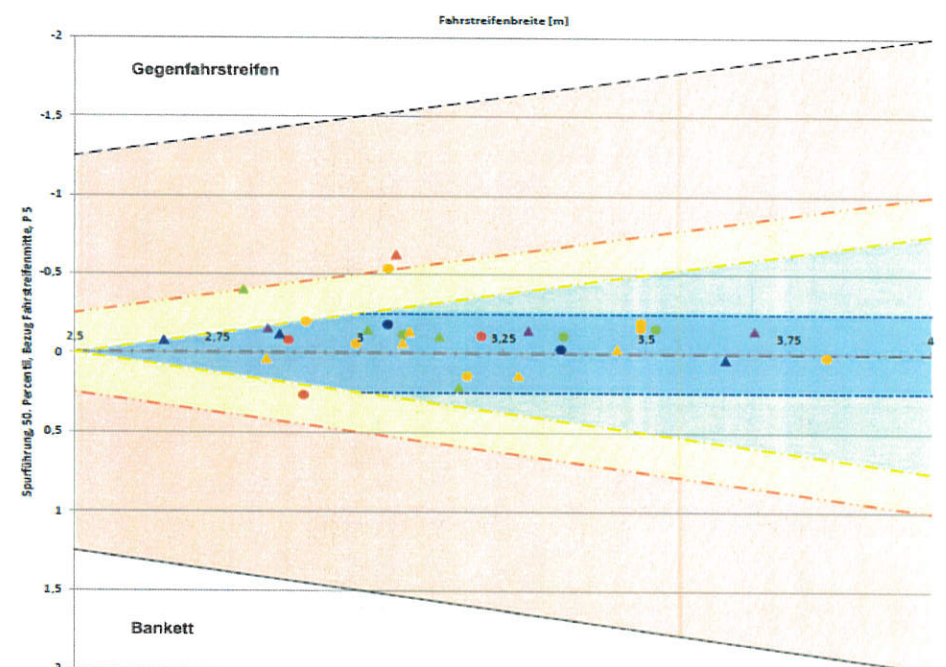 Fahrstreifenbreite [m]
-2
Gegenfahrstreifen
-1,5
-1
-0,5
2,5 2,75 3 3,25 3,5 3,75 4
0
0,5
1
1,5
Bankett
2
Spurführung, 50. Percentil, Bezug Fahrstreifenmitte, P 5